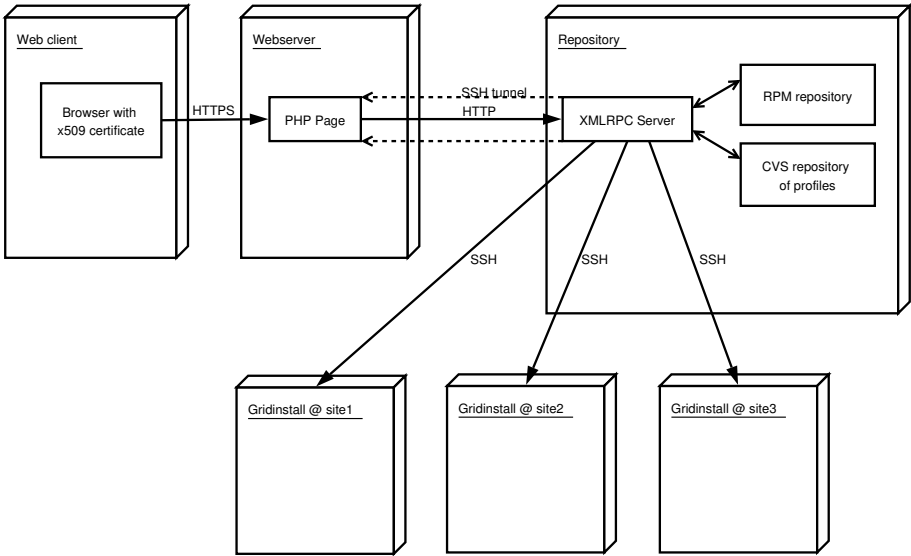 Web client
Browser with
x509 certificate
HTTPS
Webserver
PHP Page
SSH tunnel
HTTP
Repository
XMLRPC Server
RPM repository
CVS repository
of profiles
SSH
SSH
SSH
Gridinstall @ site1
Gridinstall @ site2
Gridinstall @ site3